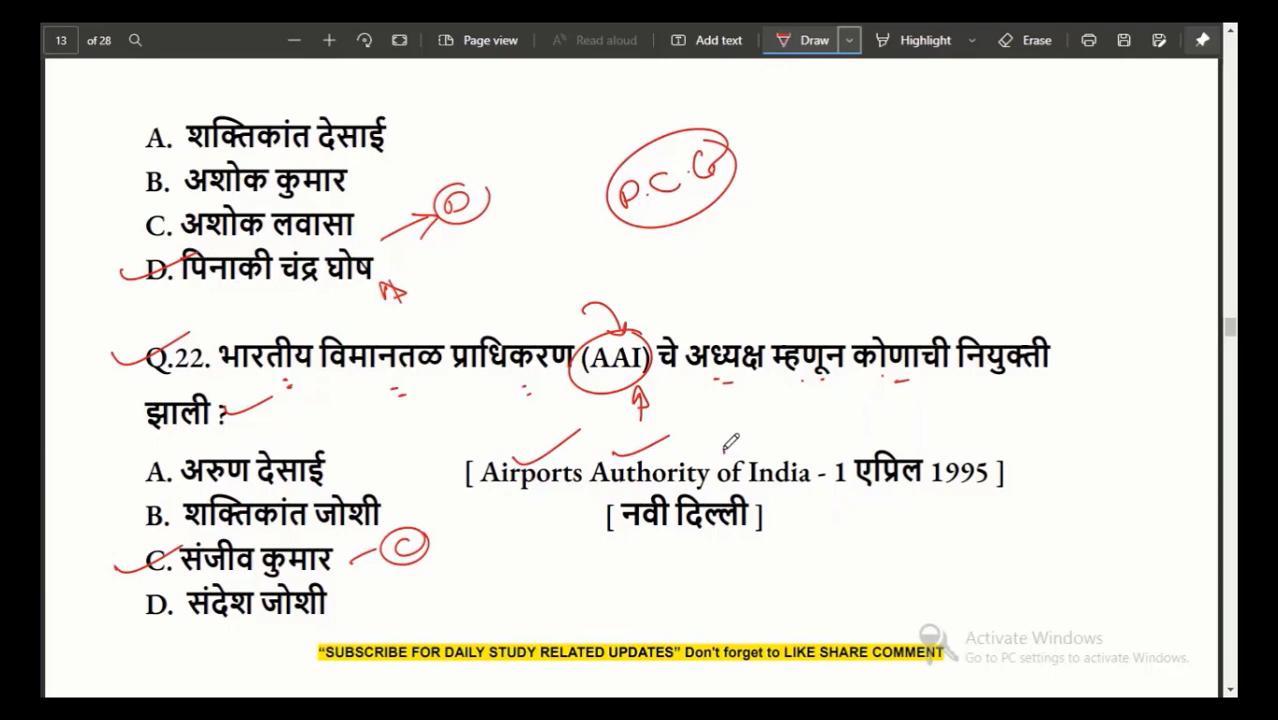 13 of 28 Page view Read aloud Add text Draw Highlight Erase
A. शक्तिकांत देसाई
B. अशोक कुमार
C. अशोक लवासा
D
P.C.G
D. पिनाकी चंद्र घोष
Q.22. भारतीय विमानतळ प्राधिकरण (AAI) चे अध्यक्ष म्हणून कोणाची नियुक्ती
झाली ?
A. अरुण देसाई [ Airports Authority of India - 1 एप्रिल 1995 ]
B. शक्तिकांत जोशी [ नवी दिल्ली ]
C. संजीव कुमार C
D. संदेश जोशी
Activate Windows
“SUBSCRIBE FOR DAILY STUDY RELATED UPDATES” Don't forget to LIKE SHARE COMMENT
Go to PC settings to activate Windows.